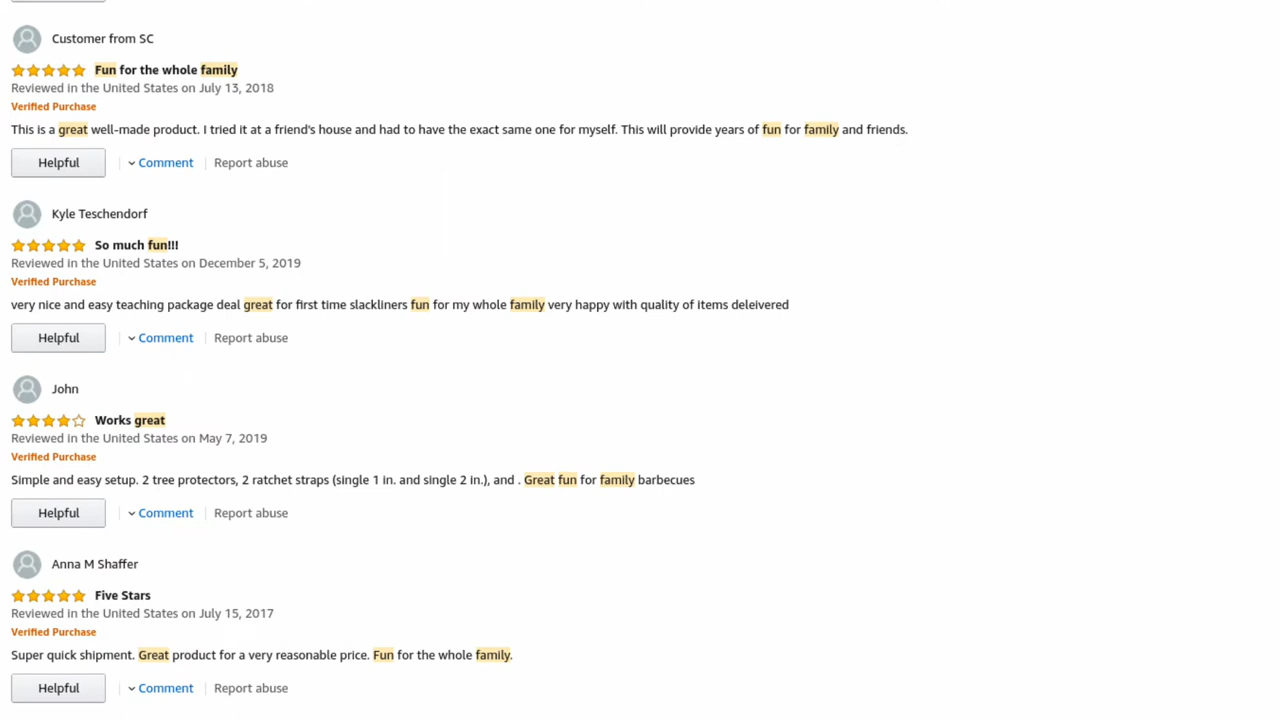 Customer from SC
Fun for the whole family
Reviewed in the United States on July 13, 2018
Verified Purchase
This is a great well-made product. I tried it at a friend's house and had to have the exact same one for myself. This will provide years of fun for family and friends.
Helpful Comment Report abuse
Kyle Teschendorf
So much fun!!!
Reviewed in the United States on December 5, 2019
Verified Purchase
very nice and easy teaching package deal great for first time slackliners fun for my whole family very happy with quality of items deleivered
Helpful Comment Report abuse
John
Works great
Reviewed in the United States on May 7, 2019
Verified Purchase
Simple and easy setup. 2 tree protectors, 2 ratchet straps (single 1 in. and single 2 in.), and . Great fun for family barbecues
Helpful Comment Report abuse
Anna M Shaffer
Five Stars
Reviewed in the United States on July 15, 2017
Verified Purchase
Super quick shipment. Great product for a very reasonable price. Fun for the whole family.
Helpful Comment Report abuse